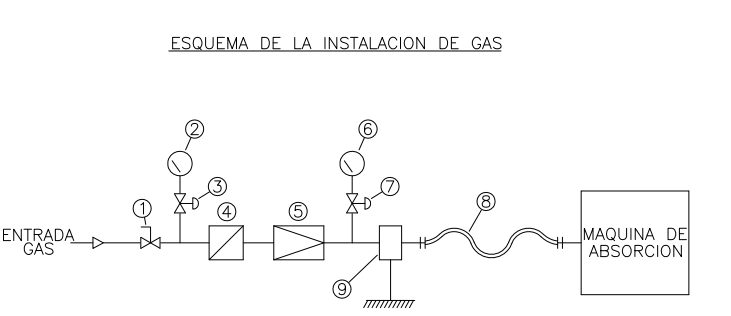 ESQUEMA DE LA INSTALACION DE GAS
2
6
3
7
1
4
5
8
ENTRADA
GAS
MAQUINA DE
ABSORCION
9